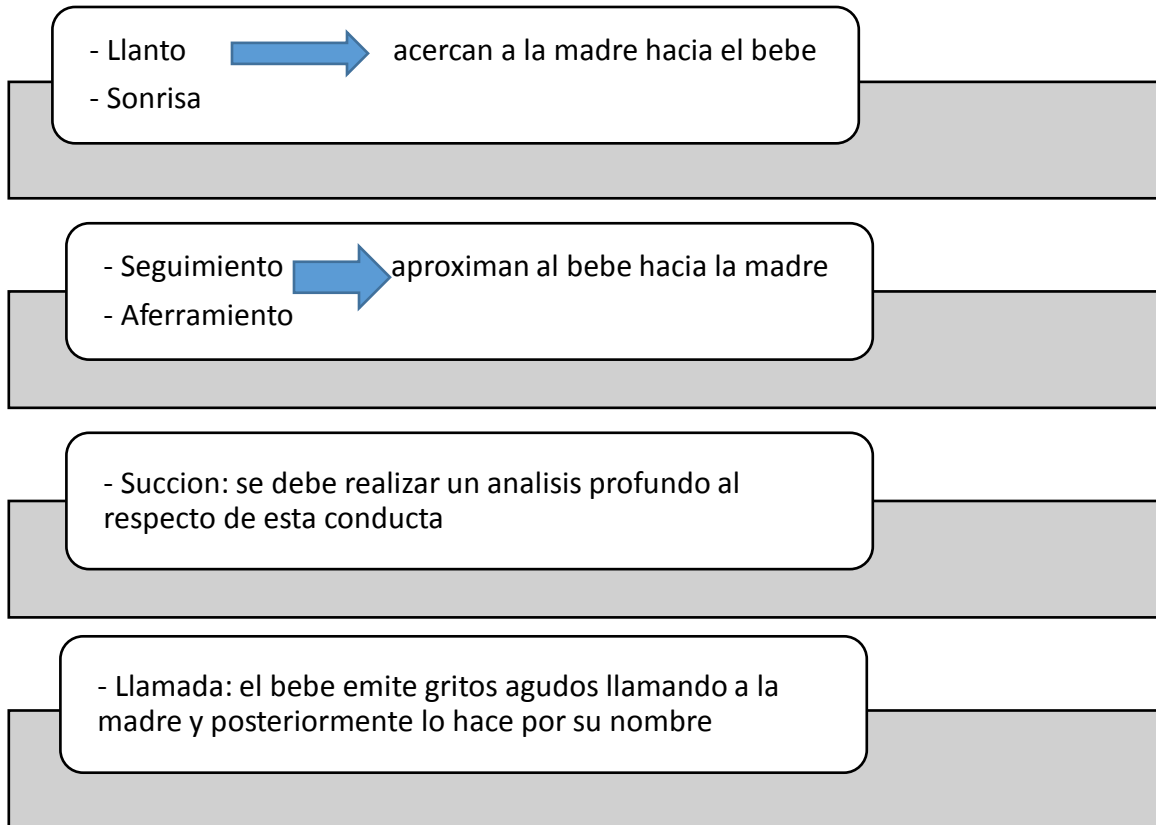 - Llanto acercan a la madre hacia el bebe
- Sonrisa
- Seguimiento aproximan al bebe hacia la madre
- Aferramiento
- Succion: se debe realizar un analisis profundo al
respecto de esta conducta
- Llamada: el bebe emite gritos agudos llamando a la
madre y posteriormente lo hace por su nombre